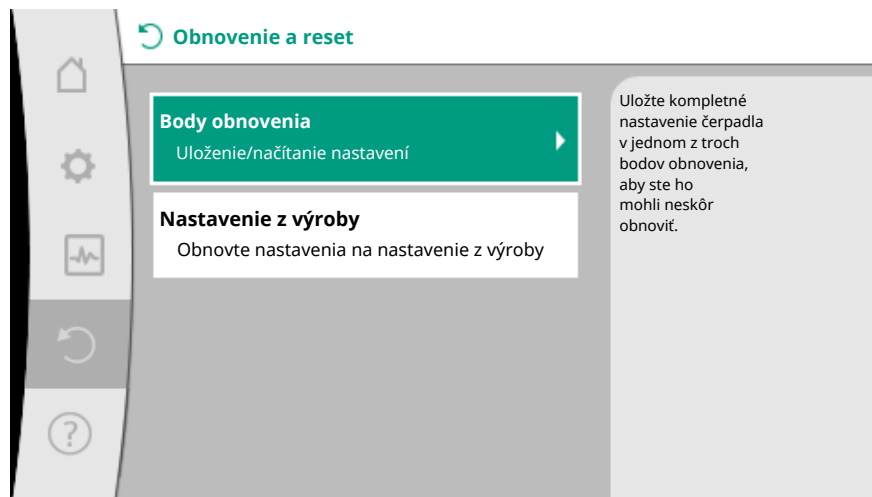 Obnovenie a reset
Body obnovenia
Uloženie/načítanie nastavení
Nastavenie z výroby
Obnovte nastavenia na nastavenie z výroby
Uložte kompletné
nastavenie čerpadla
v jednom z troch
bodov obnovenia,
aby ste ho
mohli neskôr
obnoviť.
?